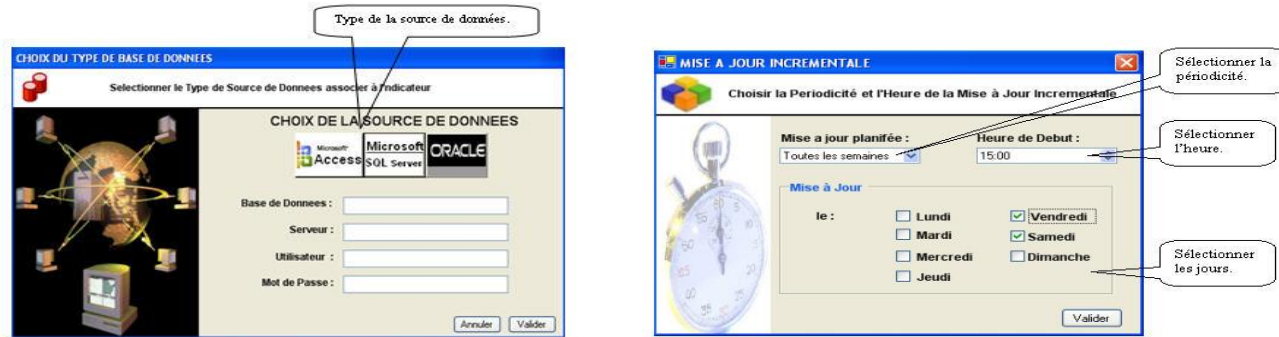 Type de la source de données.
CHOIX DU TYPE DE BASE DE DONNEES
Selectionner le Type de Source de Donnees associer à l'Indicateur
CHOIX DE LA SOURCE DE DONNEES
Microsoft
Access
Microsoft
SQL Server
ORACLE
Base de Donnees :
Serveur :
Utilisateur :
Mot de Passe :
Annuler
Valider
MISE A JOUR INCREMENTALE
Choisir la Periodicité et l'Heure de la Mise à Jour Incrementale
Mise a jour planifée :
Heure de Debut :
Toutes les semaines
15:00
Mise à Jour
le :
Lundi
Vendredi
Mardi
Samedi
Mercredi
Dimanche
Jeudi
Valider
Sélectionner la
périodicité.
Sélectionner
l'heure.
Sélectionner
les jours.